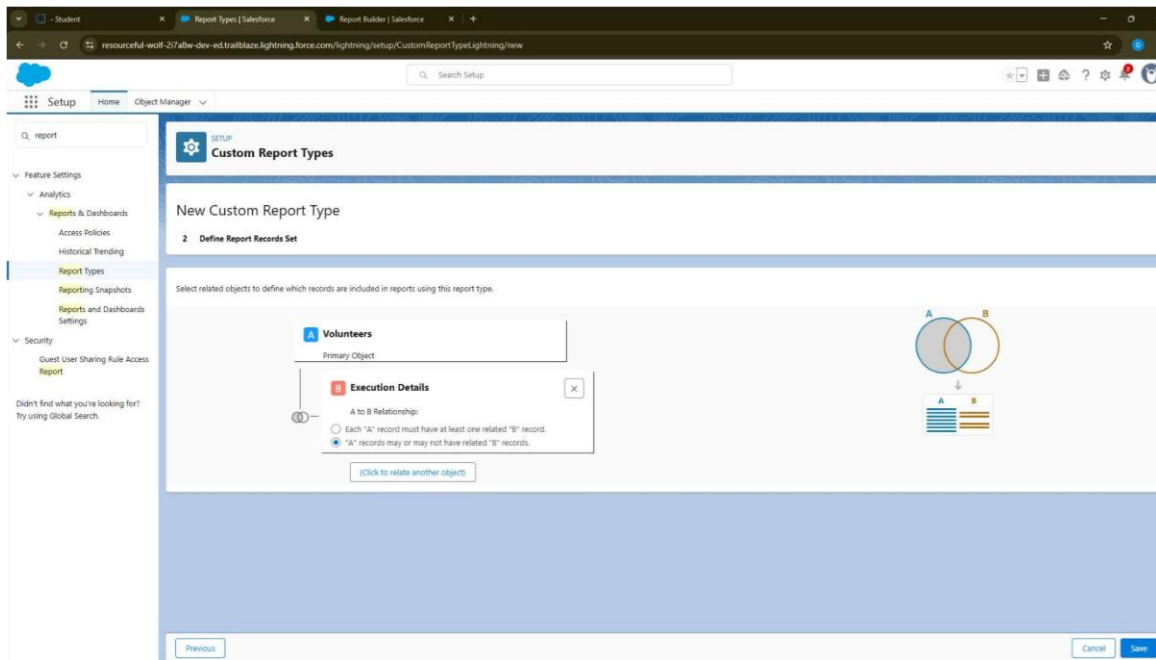 - Student
Report Types | Salesforce
Report Builder | Salesforce
resourceful-wolf-2i7a8w-dev-ed.trailblaze.lightning.force.com/lightning/setup/CustomReportTypeLightning/new
G
Search Setup
Setup
Home
Object Manager
report
Feature Settings
Analytics
Reports & Dashboards
Access Policies
Historical Trending
Report Types
Reporting Snapshots
Reports and Dashboards
Settings
Security
Guest User Sharing Rule Access
Report
Didn't find what you're looking for?
Try using Global Search.
SETUP
Custom Report Types
New Custom Report Type
2 Define Report Records Set
Select related objects to define which records are included in reports using this report type.
A Volunteers
Primary Object
B Execution Details
A to B Relationship:
Each "A" record must have at least one related "B" record.
"A" records may or may not have related "B" records.
(Click to relate another object)
A B
A B
Previous
Cancel
Save